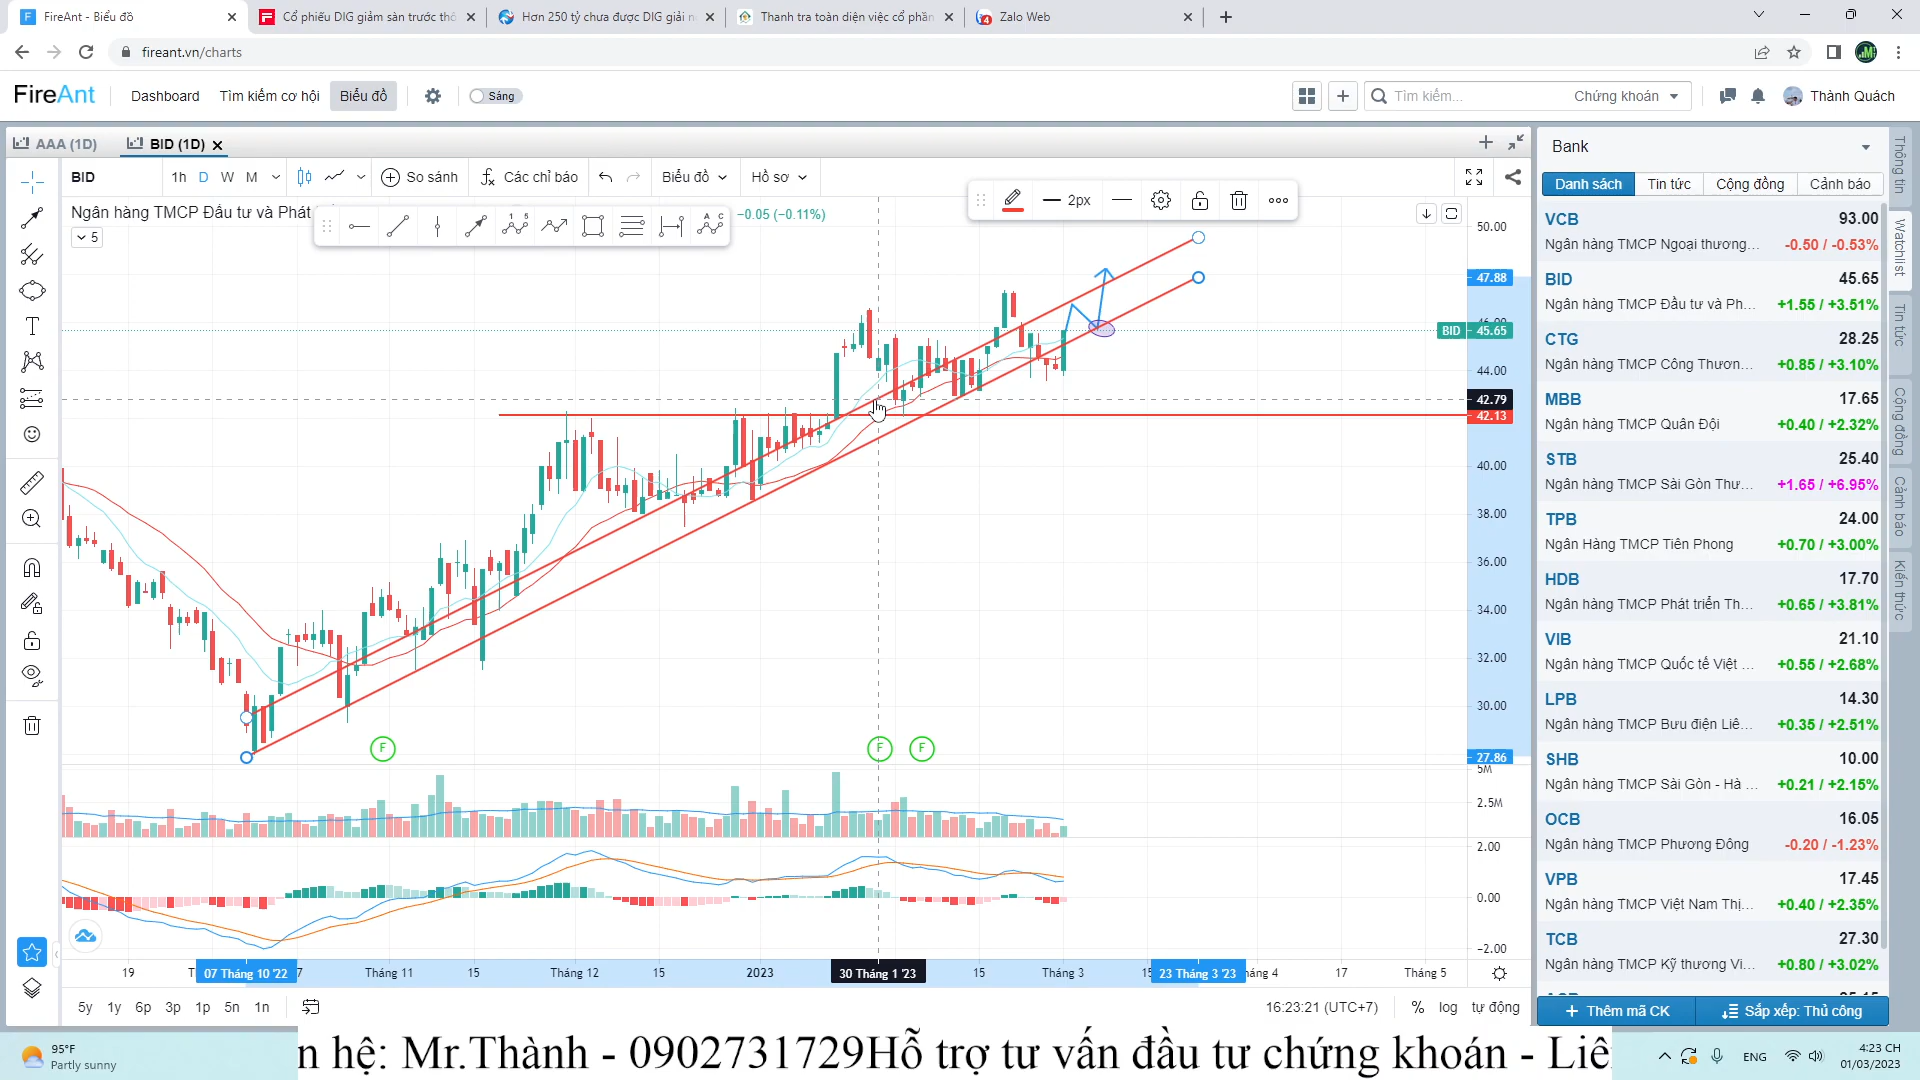 FireAnt - Biểu đồ
Cổ phiếu DIG giảm sàn trước thô
Hơn 250 tỷ chưa được DIG giải n
Thanh tra toàn diện việc cổ phần
Zalo Web
fireant.vn/charts
FireAnt
Dashboard
Tìm kiếm cơ hội
Biểu đồ
Sáng
Tìm kiếm...
Chứng khoán
Thành Quách
AAA (1D)
BID (1D)
BID
1h
D
W
M
So sánh
Các chỉ báo
Biểu đồ
Hồ sơ
2px
Ngân hàng TMCP Đầu tư và Phát
−0.05 (−0.11%)
5
50.00
47.88
BID
45.65
44.00
42.79
42.13
40.00
38.00
36.00
34.00
32.00
30.00
27.86
F
F
F
5M
2.5M
2.00
0.00
−2.00
19
07 Tháng 10 '22
Tháng 11
15
Tháng 12
15
2023
30 Tháng 1 '23
15
Tháng 3
23 Tháng 3 '23
17
Tháng 5
5y
1y
6p
3p
1p
5n
1n
16:23:21 (UTC+7)
%
log
tự động
Bank
Danh sách
Tin tức
Cộng đồng
Cảnh báo
VCB 93.00
Ngân hàng TMCP Ngoại thương... -0.50 / -0.53%
BID 45.65
Ngân hàng TMCP Đầu tư và Ph... +1.55 / +3.51%
CTG 28.25
Ngân hàng TMCP Công Thươn... +0.85 / +3.10%
MBB 17.65
Ngân hàng TMCP Quân Đội +0.40 / +2.32%
STB 25.40
Ngân hàng TMCP Sài Gòn Thư... +1.65 / +6.95%
TPB 24.00
Ngân Hàng TMCP Tiên Phong +0.70 / +3.00%
HDB 17.70
Ngân hàng TMCP Phát triển Th... +0.65 / +3.81%
VIB 21.10
Ngân hàng TMCP Quốc tế Việt ... +0.55 / +2.68%
LPB 14.30
Ngân hàng TMCP Bưu điện Liê... +0.35 / +2.51%
SHB 10.00
Ngân hàng TMCP Sài Gòn - Hà ... +0.21 / +2.15%
OCB 16.05
Ngân hàng TMCP Phương Đông -0.20 / -1.23%
VPB 17.45
Ngân hàng TMCP Việt Nam Thị... +0.40 / +2.35%
TCB 27.30
Ngân hàng TMCP Kỹ thương Vi... +0.80 / +3.02%
Thêm mã CK
Sắp xếp: Thủ công
Thông tin
Watchlist
Tin tức
Cộng đồng
Cảnh báo
Kiến thức
n hệ: Mr.Thành - 0902731729Hỗ trợ tư vấn đầu tư chứng khoán - Liê
95°F
Partly sunny
ENG
4:23 CH
01/03/2023